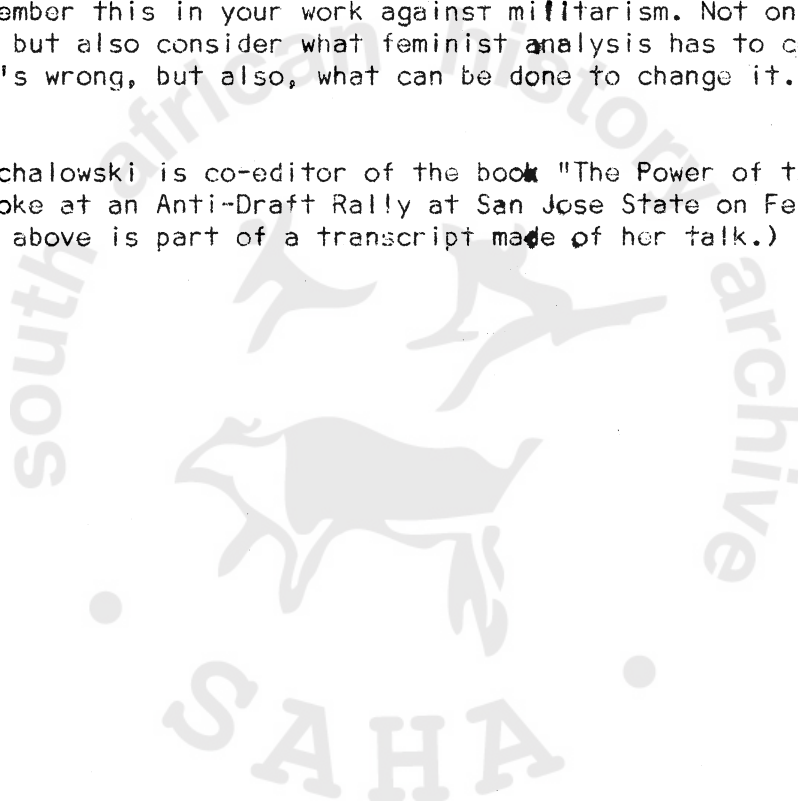 ember this in your work against militarism. Not on
but also consider what feminist analysis has to c
's wrong, but also, what can be done to change it.
chalowski is co-editor of the book "The Power of t
oke at an Anti-Draft Rally at San Jose State on Fe
above is part of a transcript made of her talk.)
south african history archive
SAHA